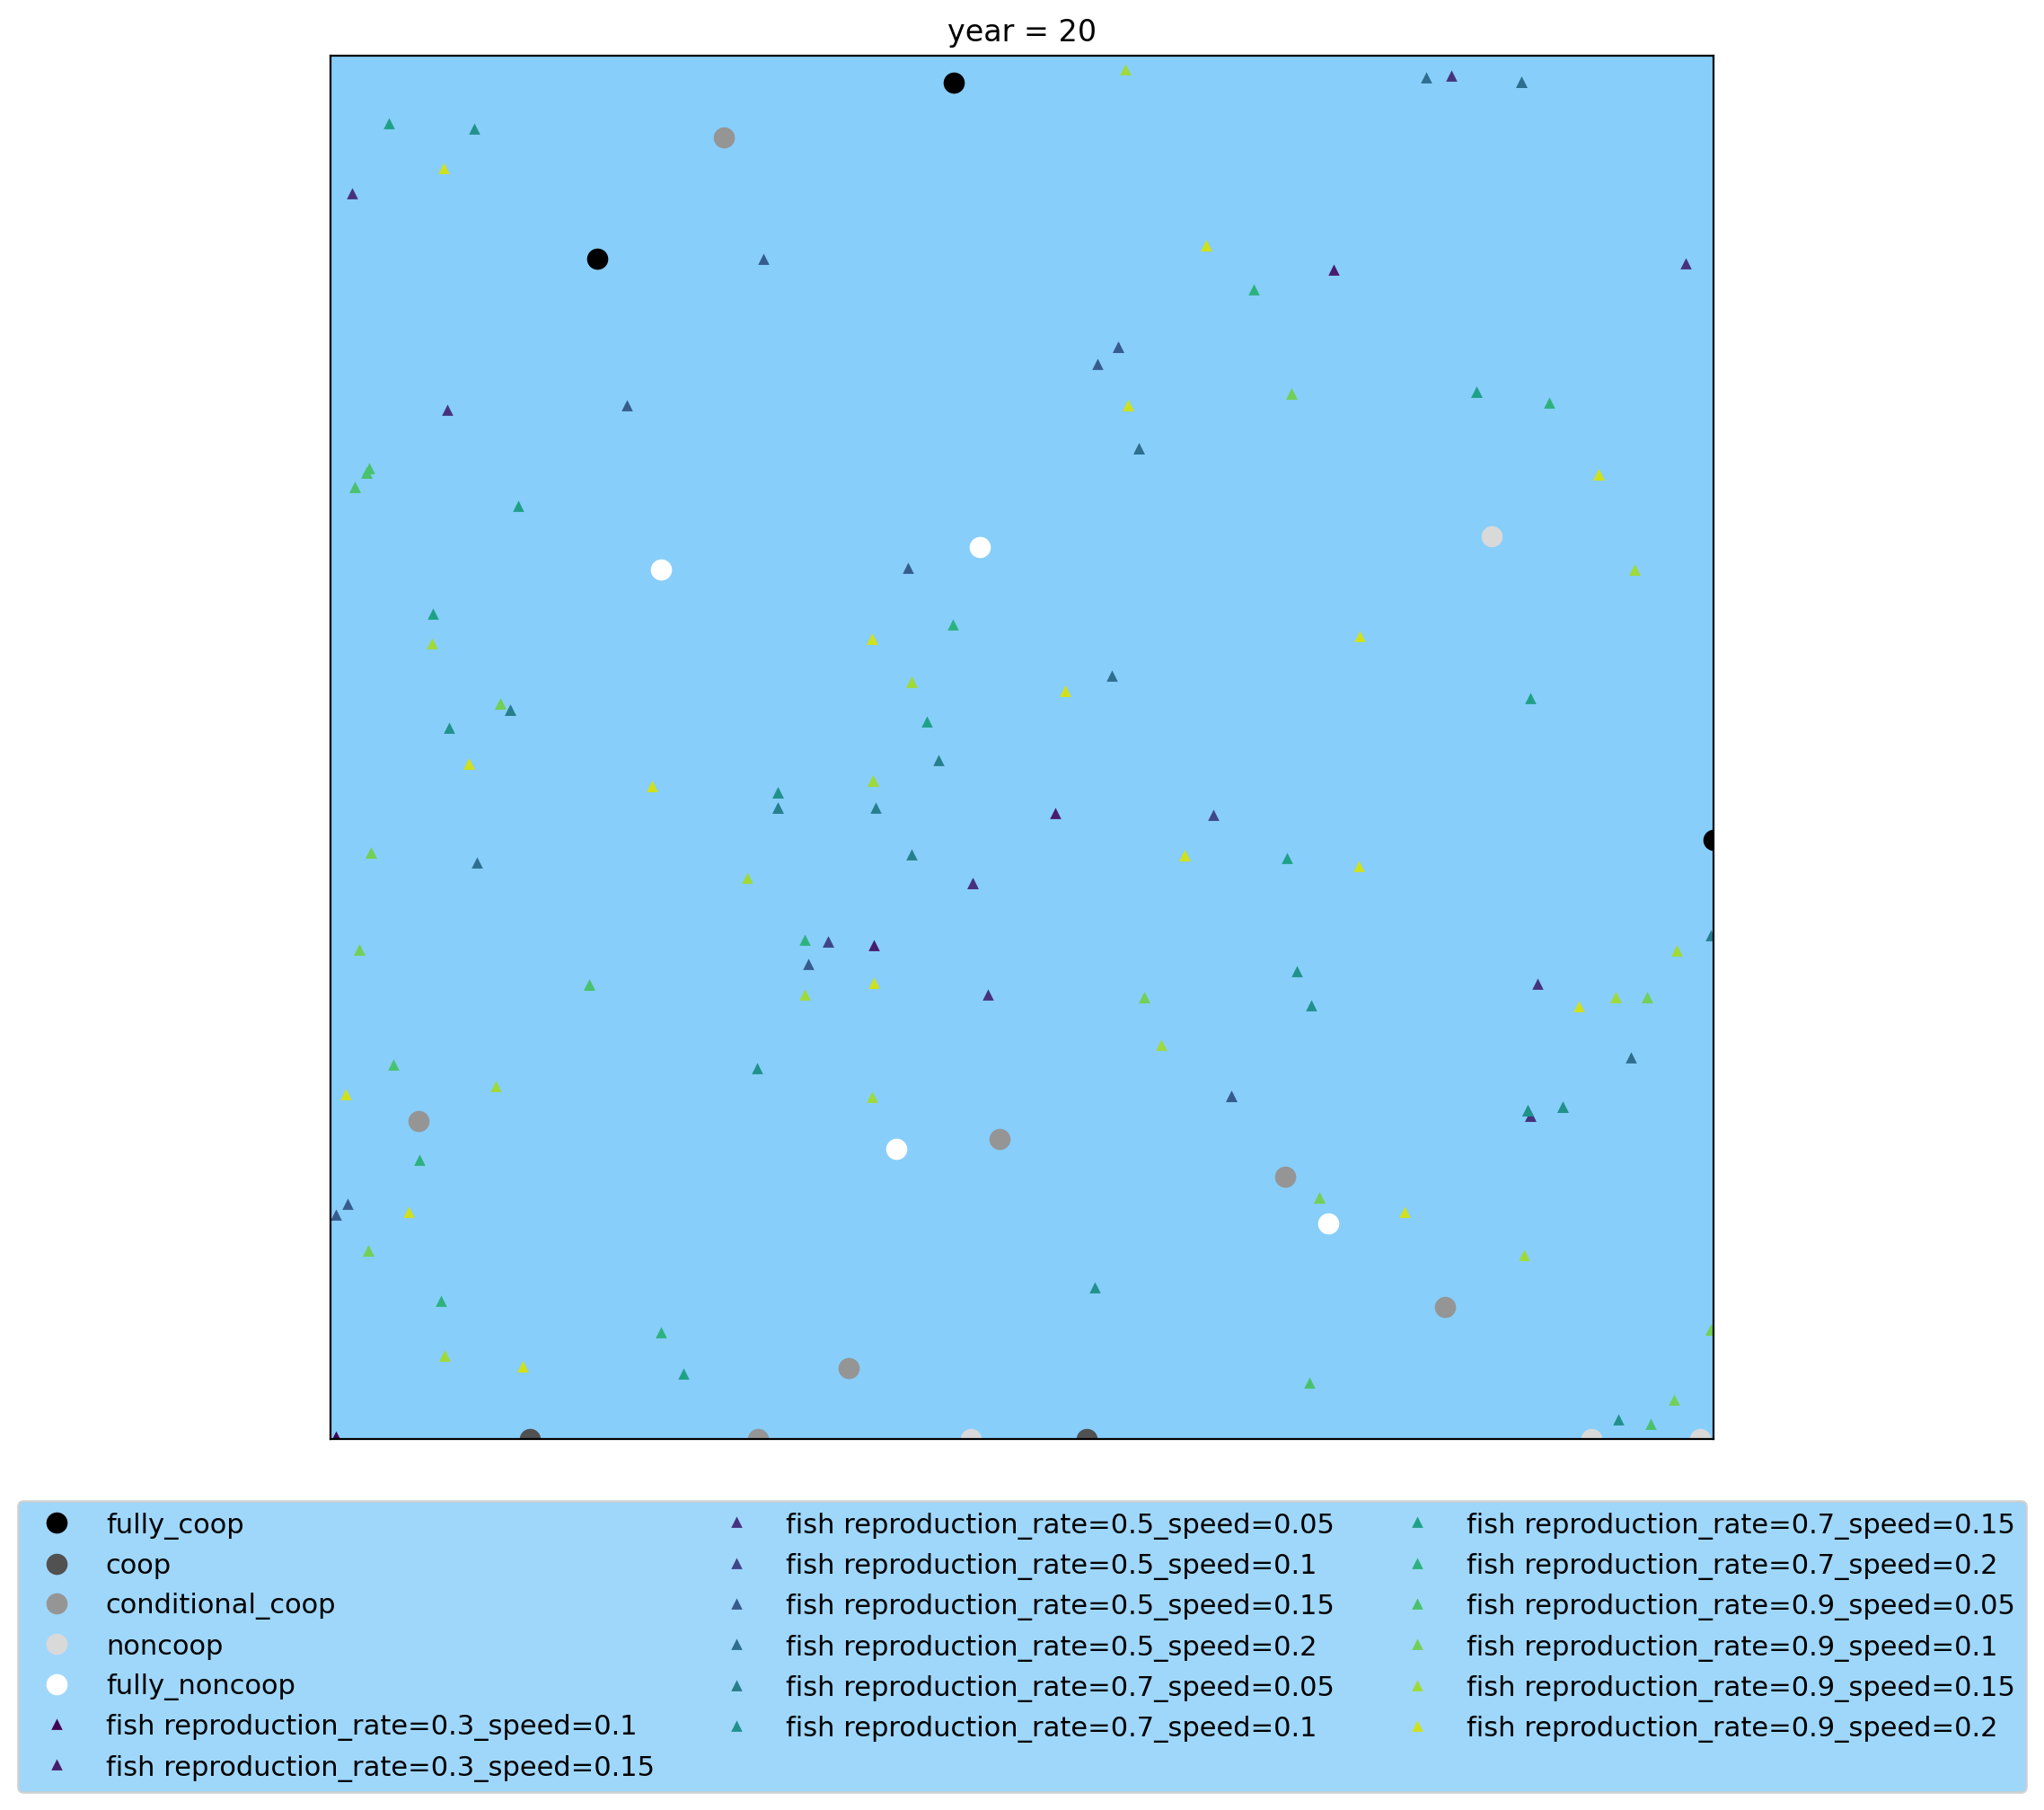 year = 20
fully_coop
coop
conditional_coop
noncoop
fully_noncoop
fish reproduction_rate=0.3_speed=0.1
fish reproduction_rate=0.3_speed=0.15
fish reproduction_rate=0.5_speed=0.05
fish reproduction_rate=0.5_speed=0.1
fish reproduction_rate=0.5_speed=0.15
fish reproduction_rate=0.5_speed=0.2
fish reproduction_rate=0.7_speed=0.05
fish reproduction_rate=0.7_speed=0.1
fish reproduction_rate=0.7_speed=0.15
fish reproduction_rate=0.7_speed=0.2
fish reproduction_rate=0.9_speed=0.05
fish reproduction_rate=0.9_speed=0.1
fish reproduction_rate=0.9_speed=0.15
fish reproduction_rate=0.9_speed=0.2